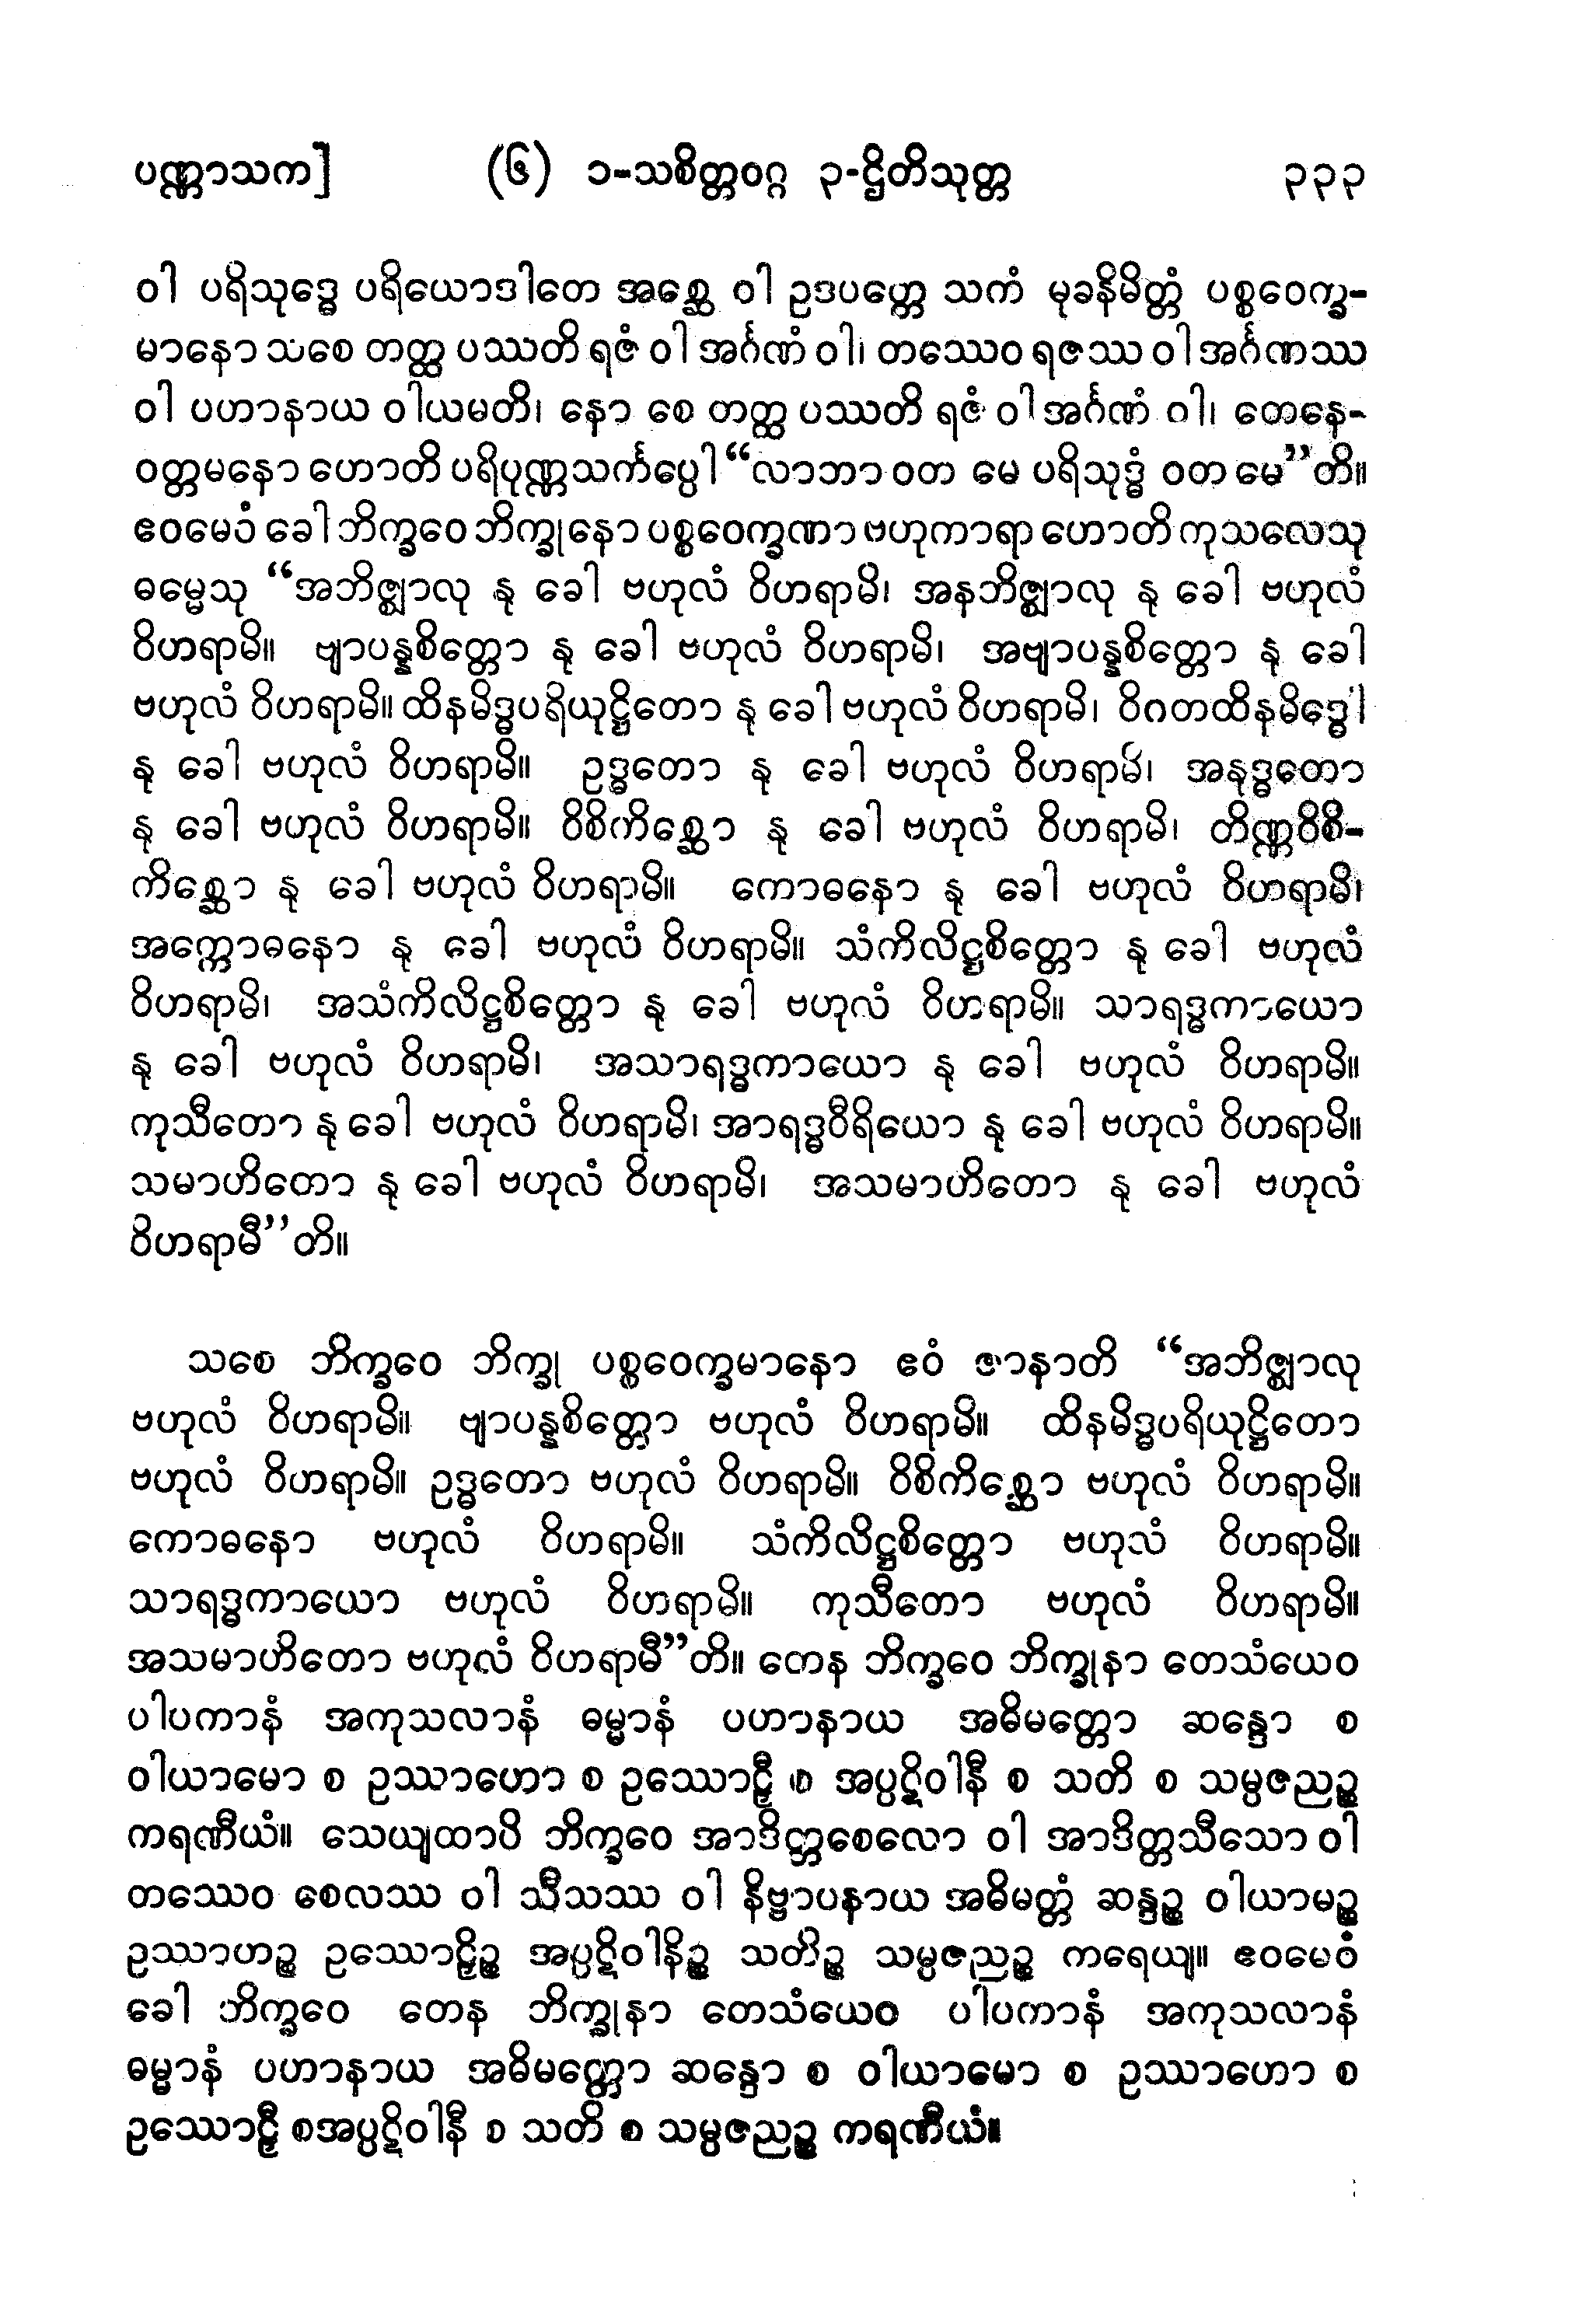 ပဏ္ဏာသက] (၆) ၁-သစိတ္တဝဂ္ဂ ၃-ဌိတိသုတ္တ ၃၃၃
ဝါ ပရိသုဒ္ဓေ ပရိယောဒါတေ အစ္ဆေ ဝါ ဥဒပတ္တေ သကံ မုခနိမိတ္တံ ပစ္စဝေက္ခ-
မာနော သစေ တတ္ထ ပဿတိ ရဇံ ဝါ အင်္ဂဏံ ဝါ၊ တဿေဝ ရဇဿ ဝါ အင်္ဂဏဿ
ဝါ ပဟာနာယ ဝါယမတိ၊ နော စေ တတ္ထ ပဿတိ ရဇံ ဝါ အင်္ဂဏံ ဝါ၊ တေနေ-
ဝတ္တမနော ဟောတိ ပရိပုဏ္ဏသင်္ကပ္ပေါ “လာဘာ ဝတ မေ ပရိသုဒ္ဓံ ဝတ မေ”တိ။
ဧဝမေဝံ ခေါ ဘိက္ခဝေ ဘိက္ခုနော ပစ္စဝေက္ခဏာ ဗဟုကာရာ ဟောတိ ကုသလေသု
ဓမ္မေသု “အဘိဇ္ဈာလု နု ခေါ ဗဟုလံ ဝိဟရာမိ၊ အနဘိဇ္ဈာလု နု ခေါ ဗဟုလံ
ဝိဟရာမိ။ ဗျာပန္နစိတ္တော နု ခေါ ဗဟုလံ ဝိဟရာမိ၊ အဗျာပန္နစိတ္တော နု ခေါ
ဗဟုလံ ဝိဟရာမိ။ ထိနမိဒ္ဓပရိယုဋ္ဌိတော နု ခေါ ဗဟုလံ ဝိဟရာမိ၊ ဝိဂတထိနမိဒ္ဓေါ
နု ခေါ ဗဟုလံ ဝိဟရာမိ။ ဥဒ္ဓတော နု ခေါ ဗဟုလံ ဝိဟရာမိ၊ အနုဒ္ဓတော
နု ခေါ ဗဟုလံ ဝိဟရာမိ။ ဝိစိကိစ္ဆော နု ခေါ ဗဟုလံ ဝိဟရာမိ၊ တိဏ္ဏဝိစိ-
ကိစ္ဆော နု ခေါ ဗဟုလံ ဝိဟရာမိ။ ကောဓနော နု ခေါ ဗဟုလံ ဝိဟရာမိ၊
အက္ကောဓနော နု ခေါ ဗဟုလံ ဝိဟရာမိ။ သံကိလိဋ္ဌစိတ္တော နု ခေါ ဗဟုလံ
ဝိဟရာမိ၊ အသံကိလိဋ္ဌစိတ္တော နု ခေါ ဗဟုလံ ဝိဟရာမိ။ သာရဒ္ဓကာယော
နု ခေါ ဗဟုလံ ဝိဟရာမိ၊ အသာရဒ္ဓကာယော နု ခေါ ဗဟုလံ ဝိဟရာမိ။
ကုသီတော နု ခေါ ဗဟုလံ ဝိဟရာမိ၊ အာရဒ္ဓဝီရိယော နု ခေါ ဗဟုလံ ဝိဟရာမိ။
သမာဟိတော နု ခေါ ဗဟုလံ ဝိဟရာမိ၊ အသမာဟိတော နု ခေါ ဗဟုလံ
ဝိဟရာမီ”တိ။
သစေ ဘိက္ခဝေ ဘိက္ခု ပစ္စဝေက္ခမာနော ဧဝံ ဇာနာတိ “အဘိဇ္ဈာလု
ဗဟုလံ ဝိဟရာမိ။ ဗျာပန္နစိတ္တော ဗဟုလံ ဝိဟရာမိ။ ထိနမိဒ္ဓပရိယုဋ္ဌိတော
ဗဟုလံ ဝိဟရာမိ။ ဥဒ္ဓတော ဗဟုလံ ဝိဟရာမိ။ ဝိစိကိစ္ဆော ဗဟုလံ ဝိဟရာမိ။
ကောဓနော ဗဟုလံ ဝိဟရာမိ။ သံကိလိဋ္ဌစိတ္တော ဗဟုလံ ဝိဟရာမိ။
သာရဒ္ဓကာယော ဗဟုလံ ဝိဟရာမိ။ ကုသီတော ဗဟုလံ ဝိဟရာမိ။
အသမာဟိတော ဗဟုလံ ဝိဟရာမီ”တိ။ တေန ဘိက္ခဝေ ဘိက္ခုနာ တေသံယေဝ
ပါပကာနံ အကုသလာနံ ဓမ္မာနံ ပဟာနာယ အဓိမတ္တော ဆန္ဒော စ
ဝါယာမော စ ဥဿာဟော စ ဥဿောဠှီ စ အပ္ပဋိဝါနီ စ သတိ စ သမ္ပဇညဉ္စ
ကရဏီယံ။ သေယျထာပိ ဘိက္ခဝေ အာဒိတ္တစေလော ဝါ အာဒိတ္တသီသော ဝါ
တဿေဝ စေလဿ ဝါ သီသဿ ဝါ နိဗ္ဗာပနာယ အဓိမတ္တံ ဆန္ဒဉ္စ ဝါယာမဉ္စ
ဥဿာဟဉ္စ ဥဿောဠှိဉ္စ အပ္ပဋိဝါနိဉ္စ သတိဉ္စ သမ္ပဇညဉ္စ ကရေယျ။ ဧဝမေဝံ
ခေါ ဘိက္ခဝေ တေန ဘိက္ခုနာ တေသံယေဝ ပါပကာနံ အကုသလာနံ
ဓမ္မာနံ ပဟာနာယ အဓိမတ္တော ဆန္ဒော စ ဝါယာမော စ ဥဿာဟော စ
ဥဿောဠှီ စအပ္ပဋိဝါနီ စ သတိ စ သမ္ပဇညဉ္စ ကရဏီယံ။